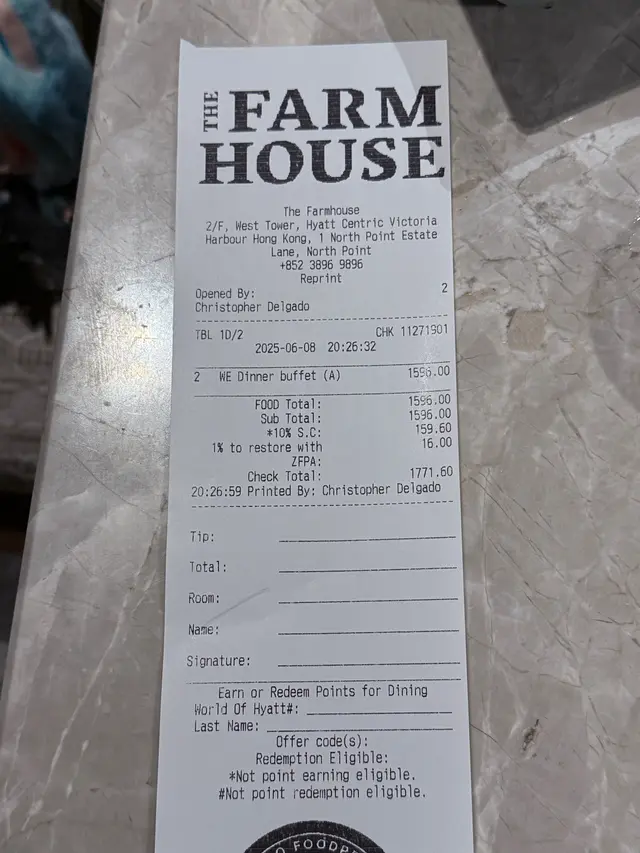 THE FARM
HOUSE
The Farmhouse
2/F, West Tower, Hyatt Centric Victoria
Harbour Hong Kong, 1 North Point Estate
Lane, North Point
+852 3896 9896
Reprint
Opened By: 2
Christopher Delgado
TBL 1D/2 CHK 11271901
2025-06-08 20:26:32
2 WE Dinner buffet (A) 1596.00
FOOD Total: 1596.00
Sub Total: 1596.00
*10% S.C: 159.60
1% to restore with 16.00
ZFPA:
Check Total: 1771.60
20:26:59 Printed By: Christopher Delgado
Tip:
Total:
Room:
Name:
Signature:
Earn or Redeem Points for Dining
World Of Hyatt#:
Last Name:
Offer code(s):
Redemption Eligible:
*Not point earning eligible.
#Not point redemption eligible.